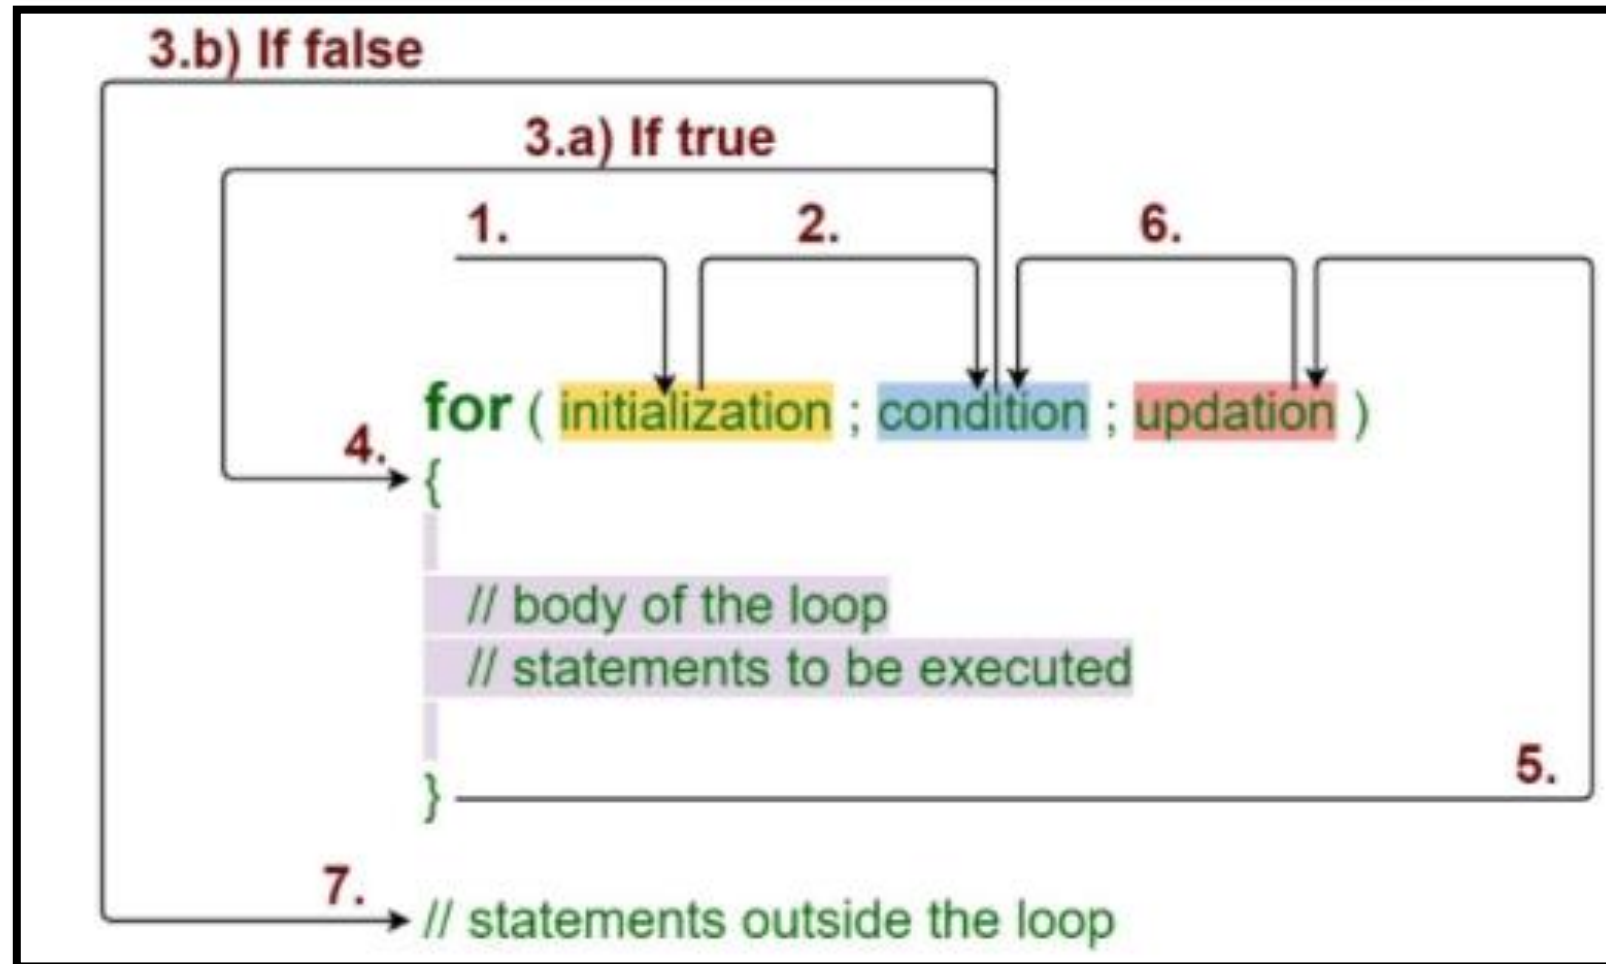 3.b) If false
3.a) If true
1. 2. 6.
for ( initialization ; condition ; updation )
4.
{
// body of the loop
// statements to be executed
5.
}
7.
// statements outside the loop